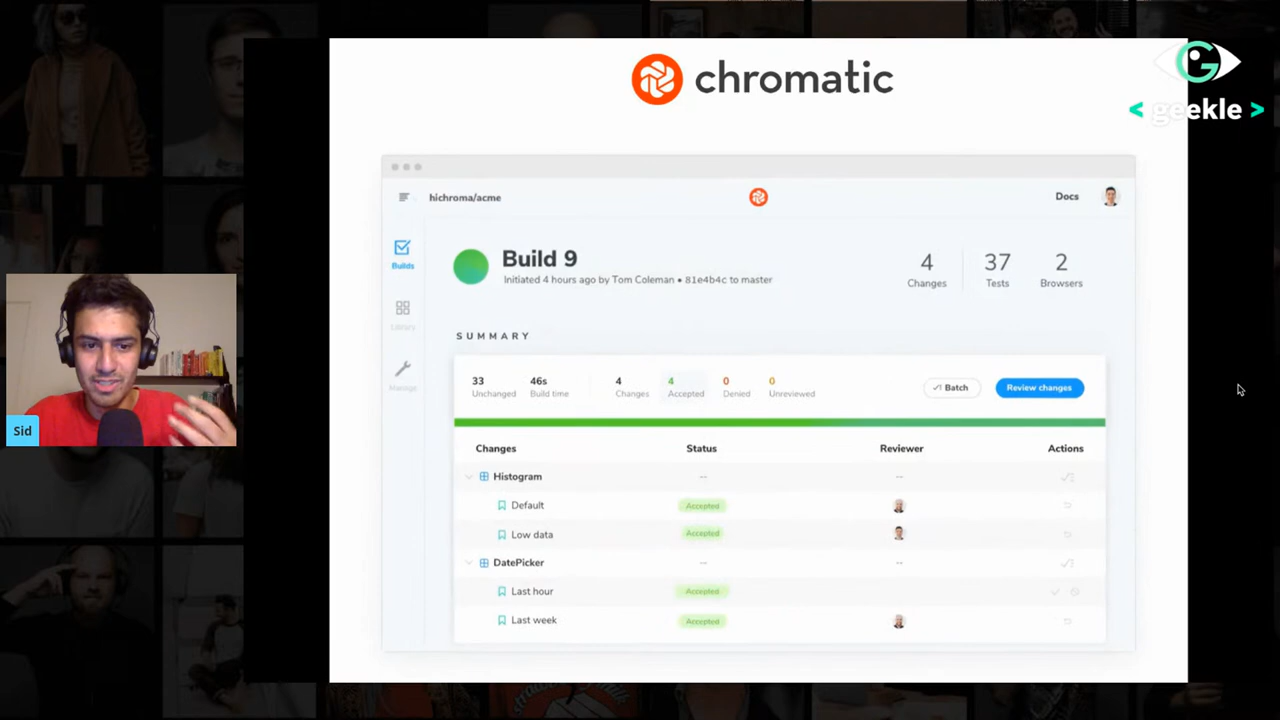 chromatic
< geekle >
hichroma/acme
Docs
Builds
Build 9
Initiated 4 hours ago by Tom Coleman • 81e4b4c to master
4
Changes
37
Tests
2
Browsers
Library
SUMMARY
33
Unchanged
46s
Build time
4
Changes
4
Accepted
0
Denied
0
Unreviewed
Batch
Review changes
Manage
Changes Status Reviewer Actions
Histogram -- --
Default Accepted
Low data Accepted
DatePicker -- --
Last hour Accepted
Last week Accepted
Sid